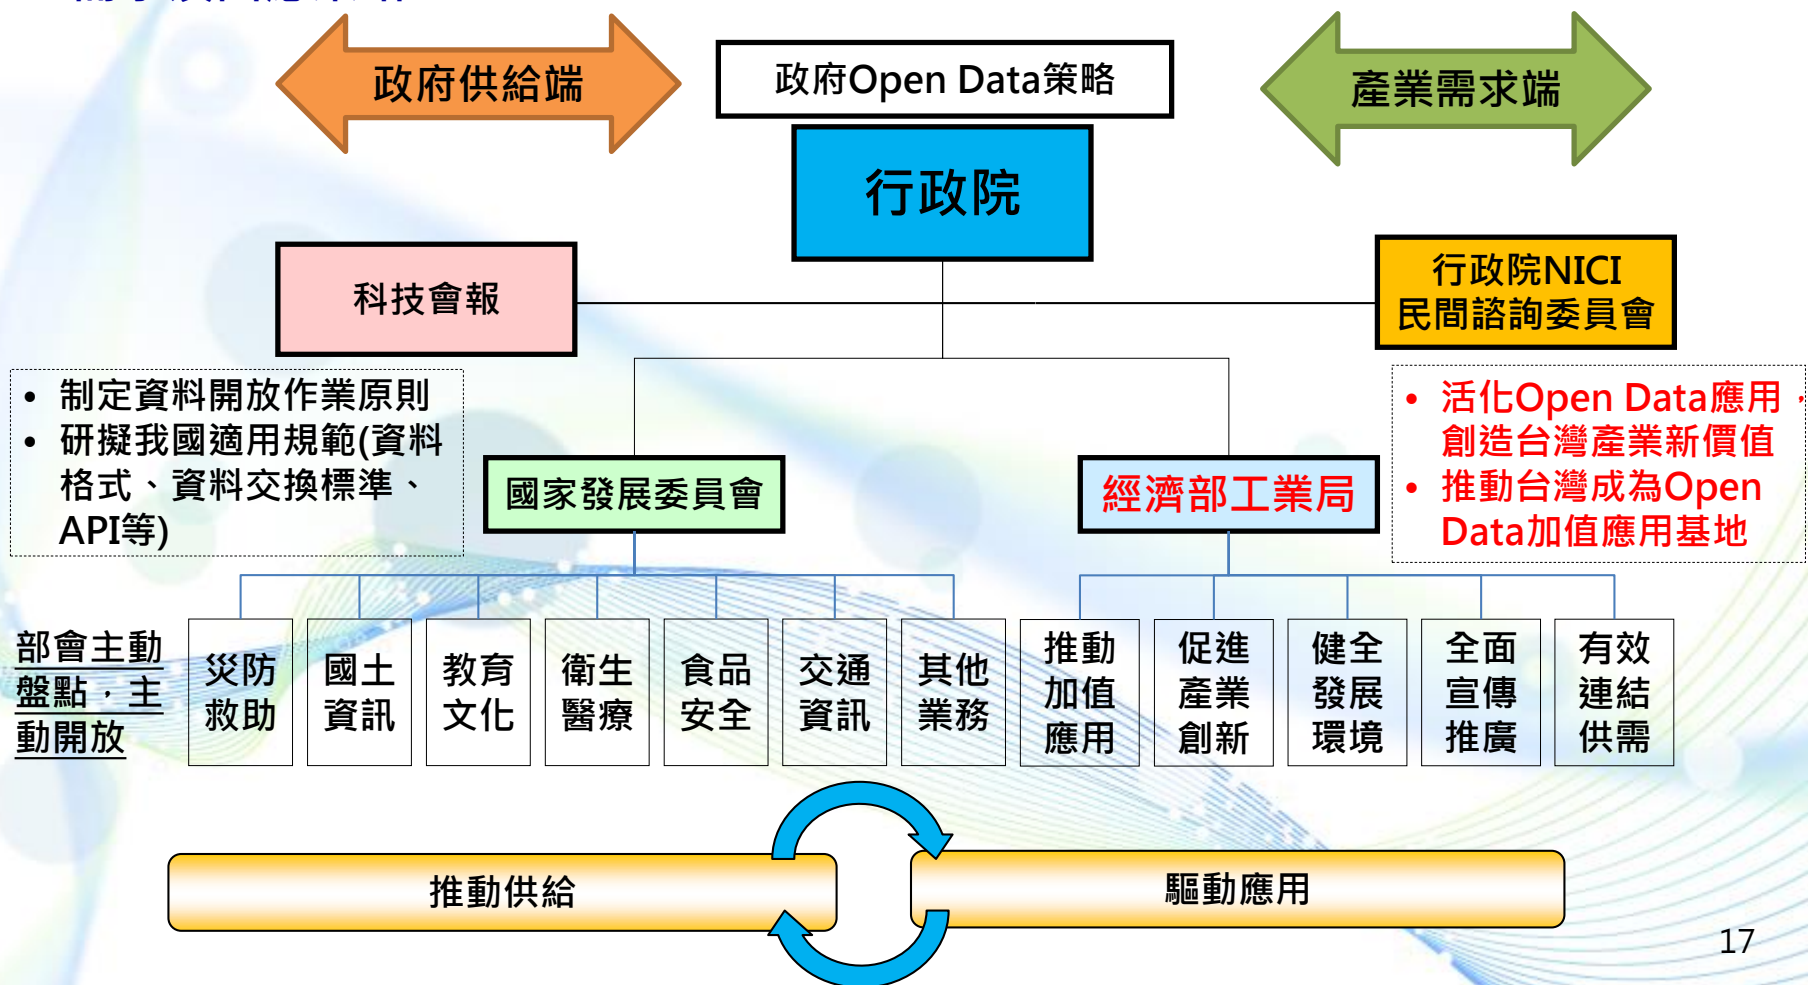 政府供給端
政府Open Data策略
產業需求端
行政院
科技會報
行政院NICI
民間諮詢委員會
• 制定資料開放作業原則
• 研擬我國適用規範(資料
格式、資料交換標準、
API等)
• 活化Open Data應用，
創造台灣產業新價值
• 推動台灣成為Open
Data加值應用基地
國家發展委員會
經濟部工業局
部會主動
盤點，主
動開放
災防
救助
國土
資訊
教育
文化
衛生
醫療
食品
安全
交通
資訊
其他
業務
推動
加值
應用
促進
產業
創新
健全
發展
環境
全面
宣傳
推廣
有效
連結
供需
推動供給
驅動應用
17